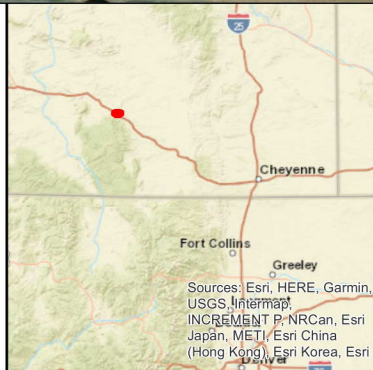 25
Cheyenne
Fort Collins
Greeley
Sources: Esri, HERE, Garmin,
USGS, Intermap,
INCREMENT P, NRCan, Esri
Japan, METI, Esri China
(Hong Kong), Esri Korea, Esri
Denver